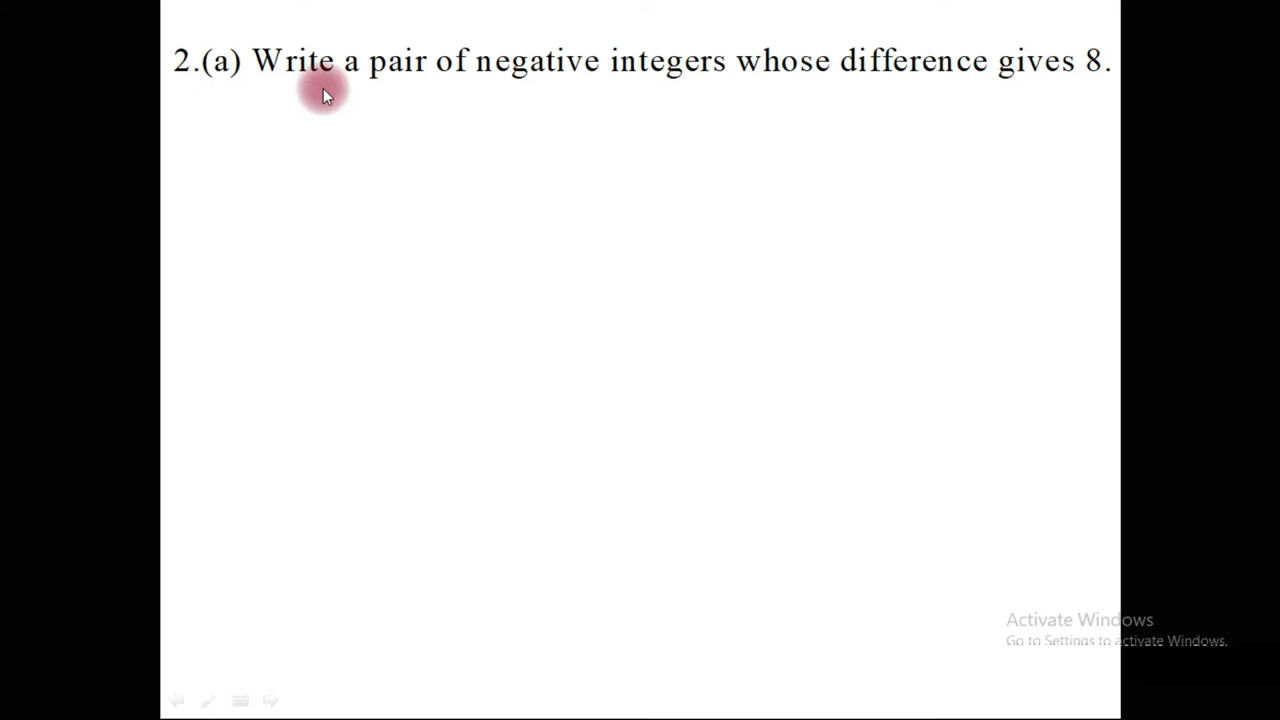 2.(a) Write a pair of negative integers whose difference gives 8.
Activate Windows
Go to Settings to activate Windows.